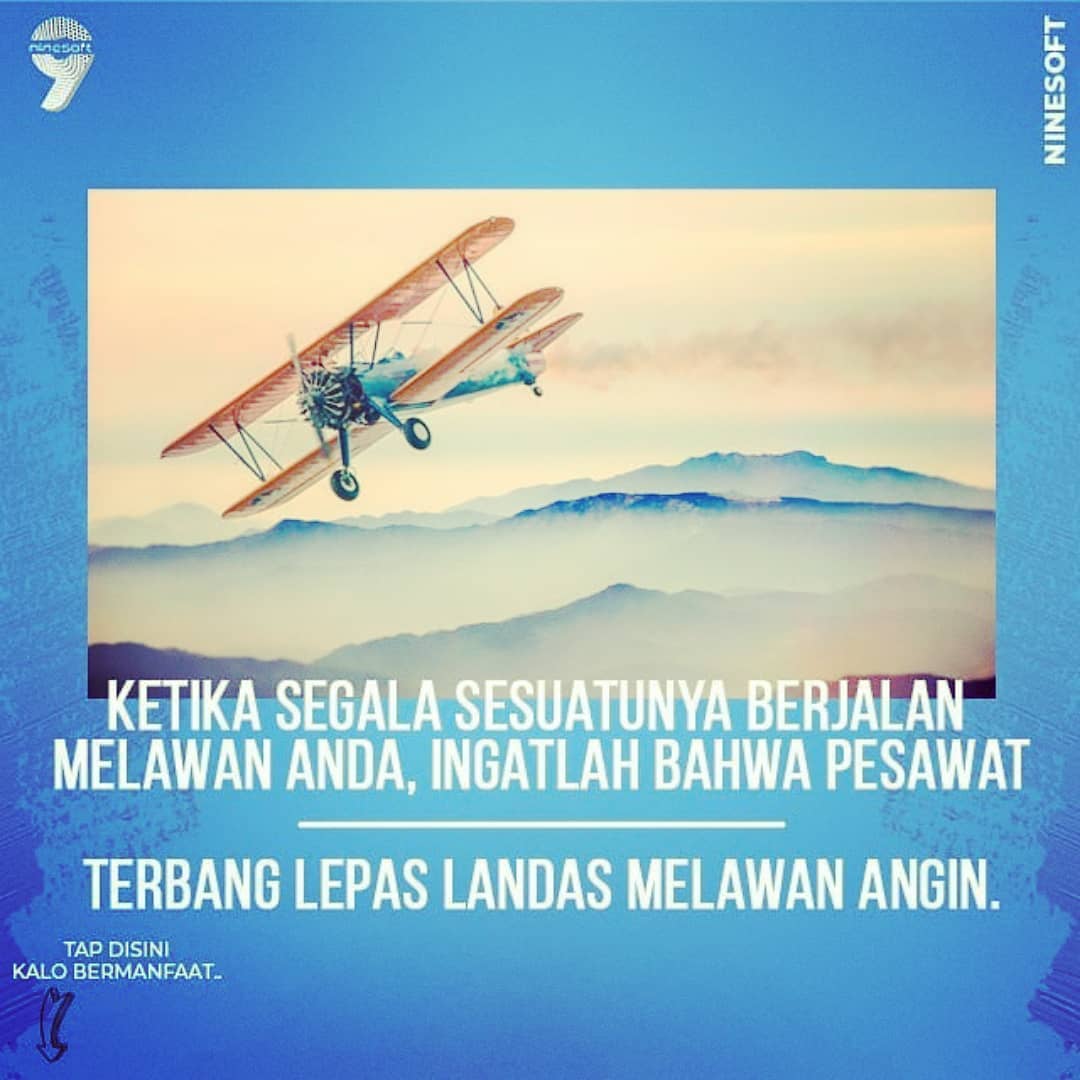 ninesoft
NINESOFT
KETIKA SEGALA SESUATUNYA BERJALAN
MELAWAN ANDA, INGATLAH BAHWA PESAWAT
TERBANG LEPAS LANDAS MELAWAN ANGIN.
TAP DISINI
KALO BERMANFAAT..